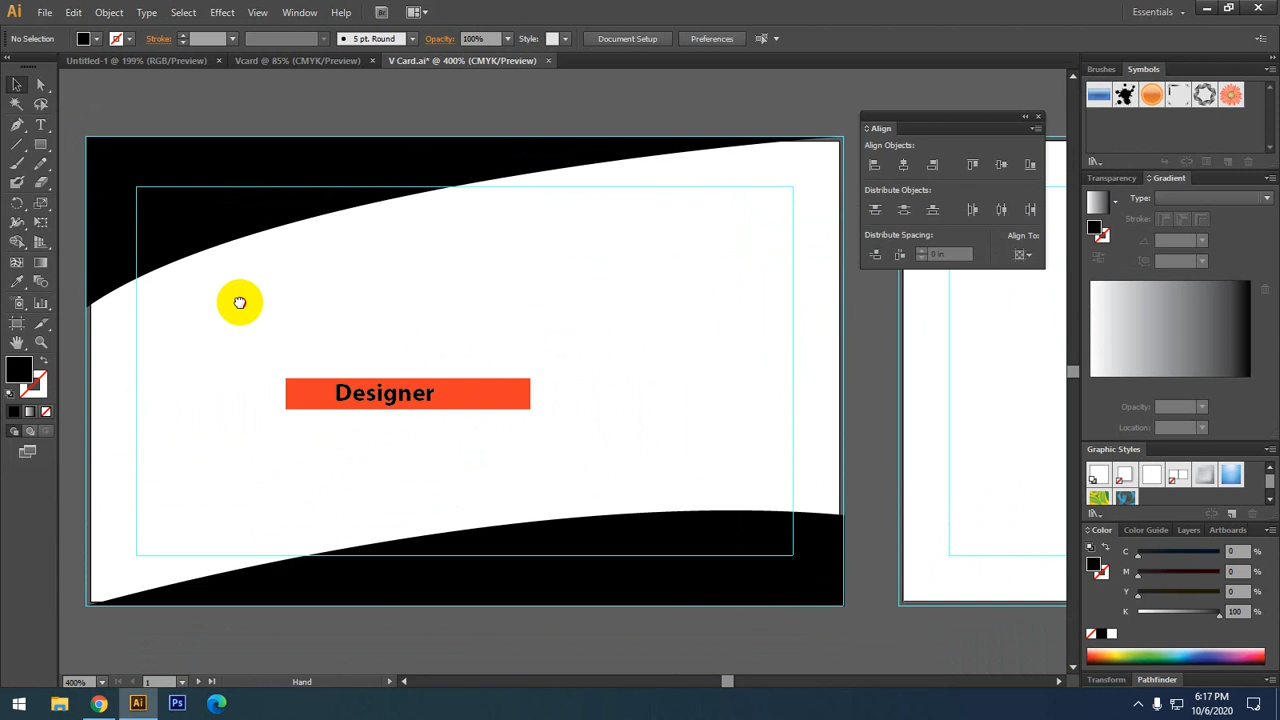 Ai File Edit Object Type Select Effect View Window Help Br Essentials
No Selection Stroke: 5 pt. Round Opacity: 100% Style: Document Setup Preferences
Untitled-1 @ 199% (RGB/Preview) × Vcard @ 85% (CMYK/Preview) × V Card.ai* @ 400% (CMYK/Preview) ×
Brushes Symbols
Align
Align Objects:
Distribute Objects:
Distribute Spacing: Align To:
0 in
Transparency Gradient
Type:
Stroke:
Opacity:
Location:
Designer
Graphic Styles
Color Color Guide Layers Artboards
C 0 %
M 0 %
Y 0 %
K 100 %
Transform Pathfinder
400% 1 Hand
Ai Ps
6:17 PM
10/6/2020